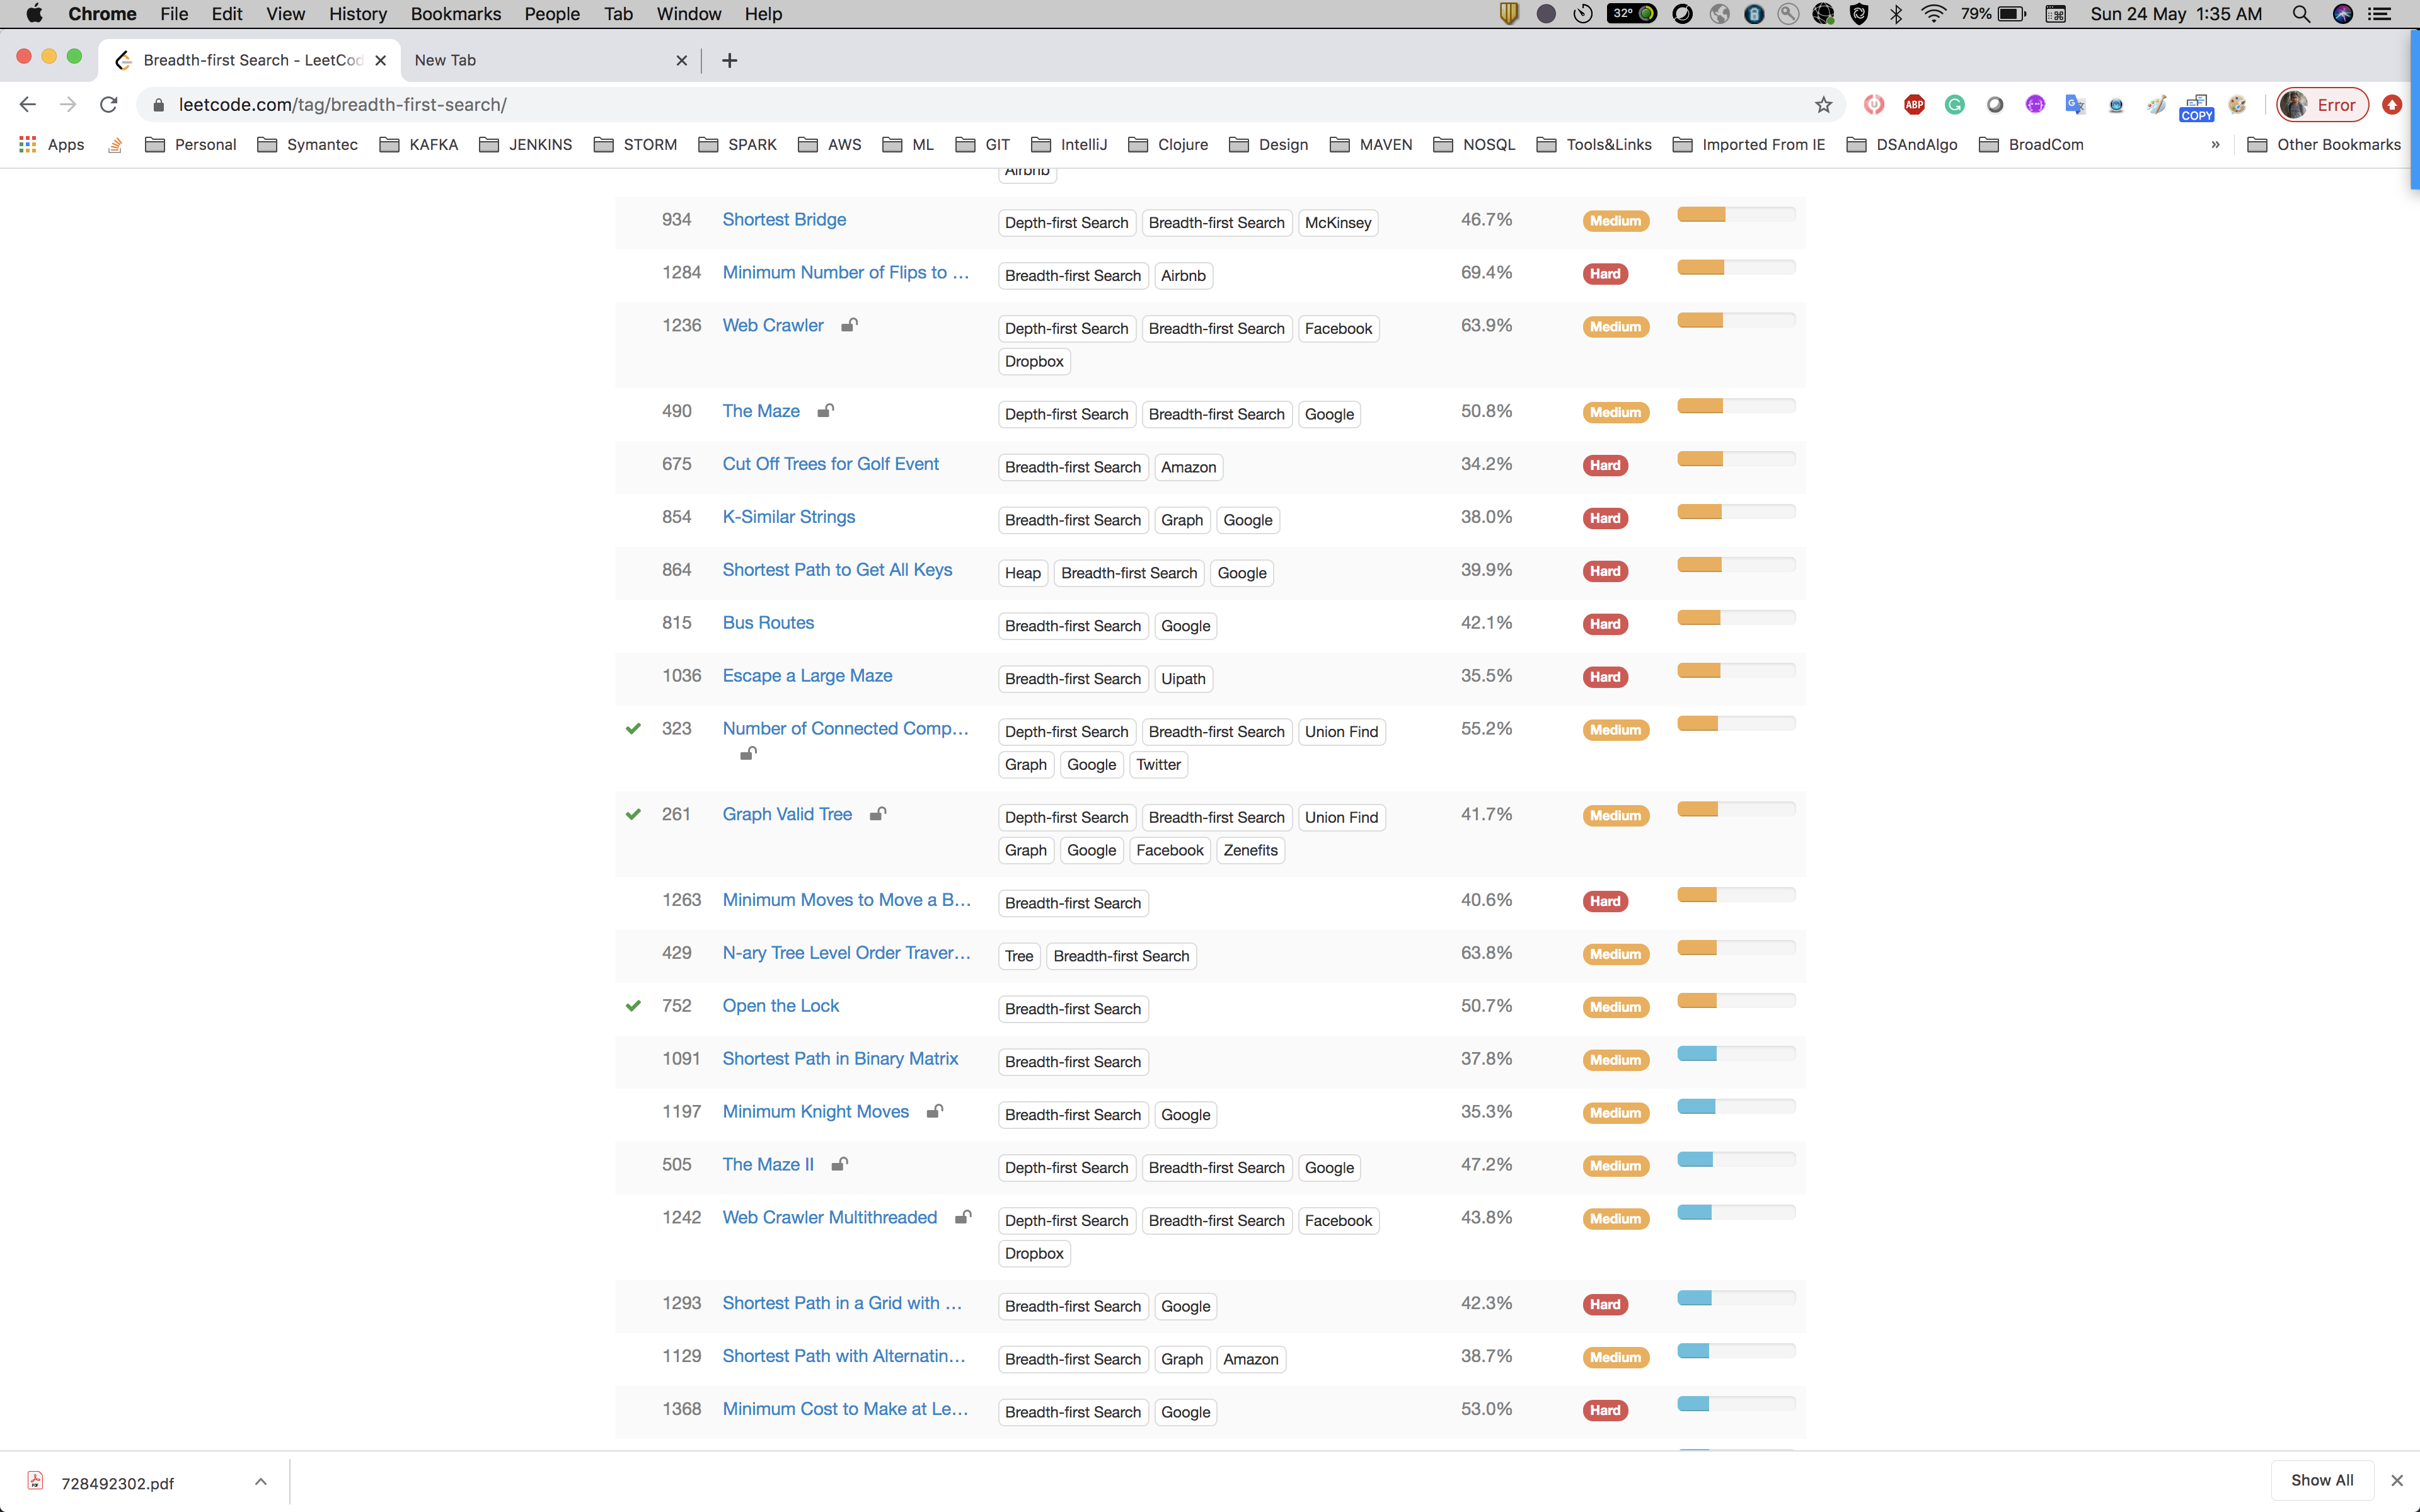 Chrome File Edit View History Bookmarks People Tab Window Help 32° 79% Sun 24 May 1:35 AM
Breadth-first Search - LeetCod New Tab
leetcode.com/tag/breadth-first-search/ ABP COPY Error
Apps Personal Symantec KAFKA JENKINS STORM SPARK AWS ML GIT IntelliJ Clojure Design MAVEN NOSQL Tools&Links Imported From IE DSAndAlgo BroadCom » Other Bookmarks
Airbnb
934 Shortest Bridge Depth-first Search Breadth-first Search McKinsey 46.7% Medium
1284 Minimum Number of Flips to ... Breadth-first Search Airbnb 69.4% Hard
1236 Web Crawler Depth-first Search Breadth-first Search Facebook 63.9% Medium
Dropbox
490 The Maze Depth-first Search Breadth-first Search Google 50.8% Medium
675 Cut Off Trees for Golf Event Breadth-first Search Amazon 34.2% Hard
854 K-Similar Strings Breadth-first Search Graph Google 38.0% Hard
864 Shortest Path to Get All Keys Heap Breadth-first Search Google 39.9% Hard
815 Bus Routes Breadth-first Search Google 42.1% Hard
1036 Escape a Large Maze Breadth-first Search Uipath 35.5% Hard
323 Number of Connected Comp... Depth-first Search Breadth-first Search Union Find 55.2% Medium
Graph Google Twitter
261 Graph Valid Tree Depth-first Search Breadth-first Search Union Find 41.7% Medium
Graph Google Facebook Zenefits
1263 Minimum Moves to Move a B... Breadth-first Search 40.6% Hard
429 N-ary Tree Level Order Traver... Tree Breadth-first Search 63.8% Medium
752 Open the Lock Breadth-first Search 50.7% Medium
1091 Shortest Path in Binary Matrix Breadth-first Search 37.8% Medium
1197 Minimum Knight Moves Breadth-first Search Google 35.3% Medium
505 The Maze II Depth-first Search Breadth-first Search Google 47.2% Medium
1242 Web Crawler Multithreaded Depth-first Search Breadth-first Search Facebook 43.8% Medium
Dropbox
1293 Shortest Path in a Grid with ... Breadth-first Search Google 42.3% Hard
1129 Shortest Path with Alternatin... Breadth-first Search Graph Amazon 38.7% Medium
1368 Minimum Cost to Make at Le... Breadth-first Search Google 53.0% Hard
728492302.pdf Show All